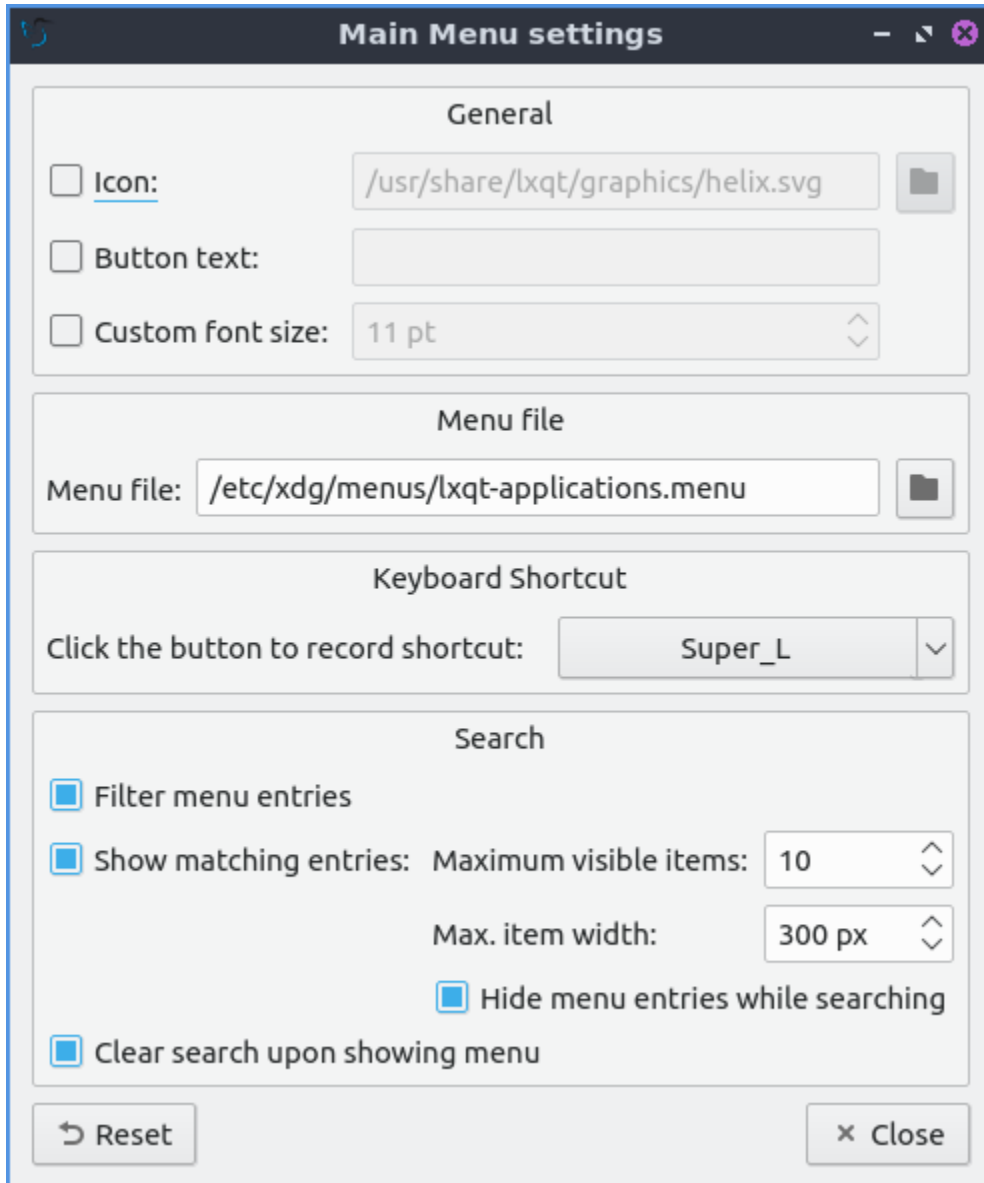 Main Menu settings
General
Icon: /usr/share/lxqt/graphics/helix.svg
Button text:
Custom font size: 11 pt
Menu file
Menu file: /etc/xdg/menus/lxqt-applications.menu
Keyboard Shortcut
Click the button to record shortcut: Super_L
Search
Filter menu entries
Show matching entries: Maximum visible items: 10
Max. item width: 300 px
Hide menu entries while searching
Clear search upon showing menu
Reset Close